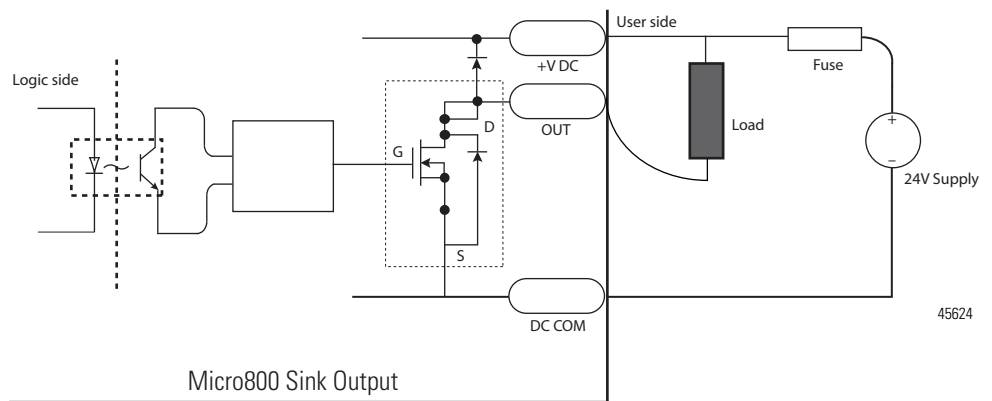 User side
+V DC
Fuse
Logic side
D
OUT
Load
G
+
−
24V Supply
S
DC COM
45624
Micro800 Sink Output